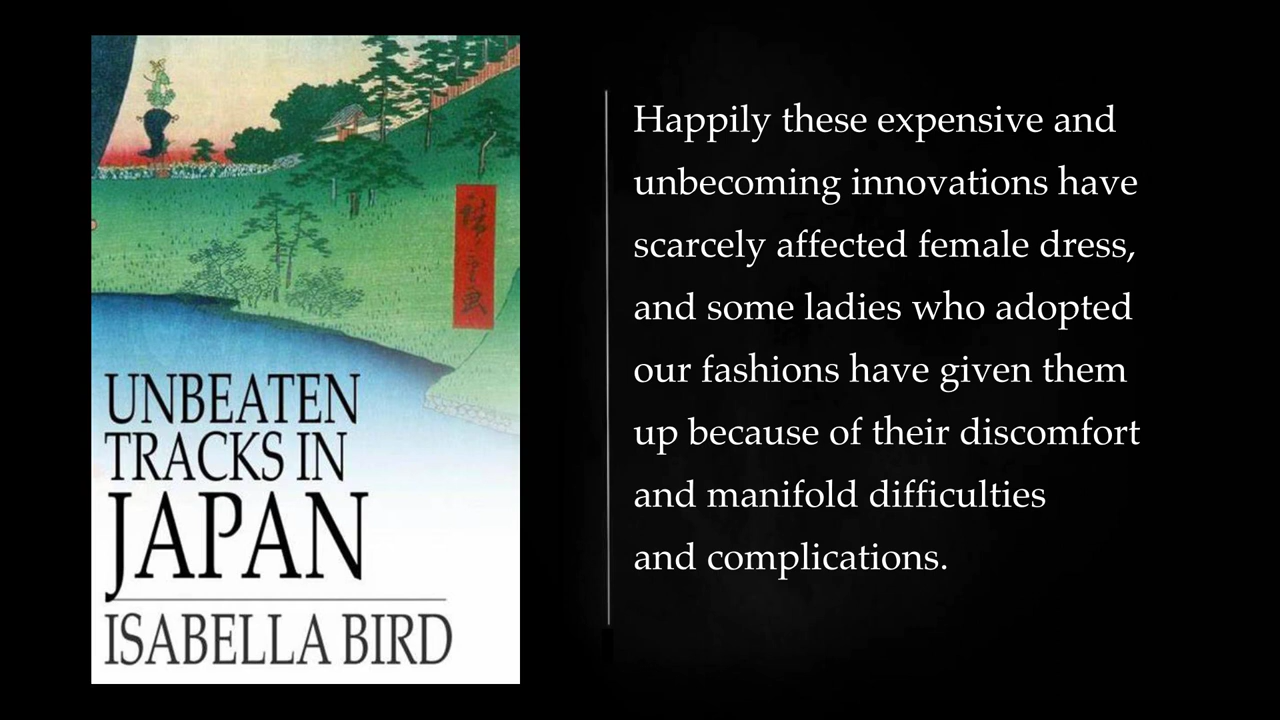 UNBEATEN
TRACKS IN
JAPAN
ISABELLA BIRD
Happily these expensive and
unbecoming innovations have
scarcely affected female dress,
and some ladies who adopted
our fashions have given them
up because of their discomfort
and manifold difficulties
and complications.